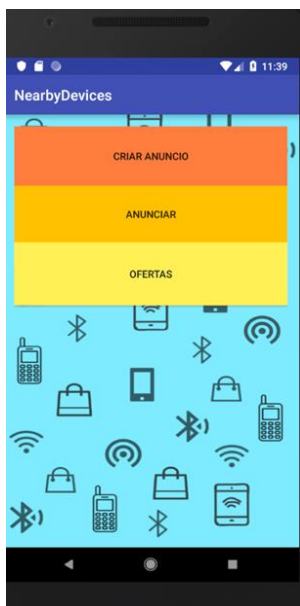 11:39
NearbyDevices
CRIAR ANUNCIO
ANUNCIAR
OFERTAS